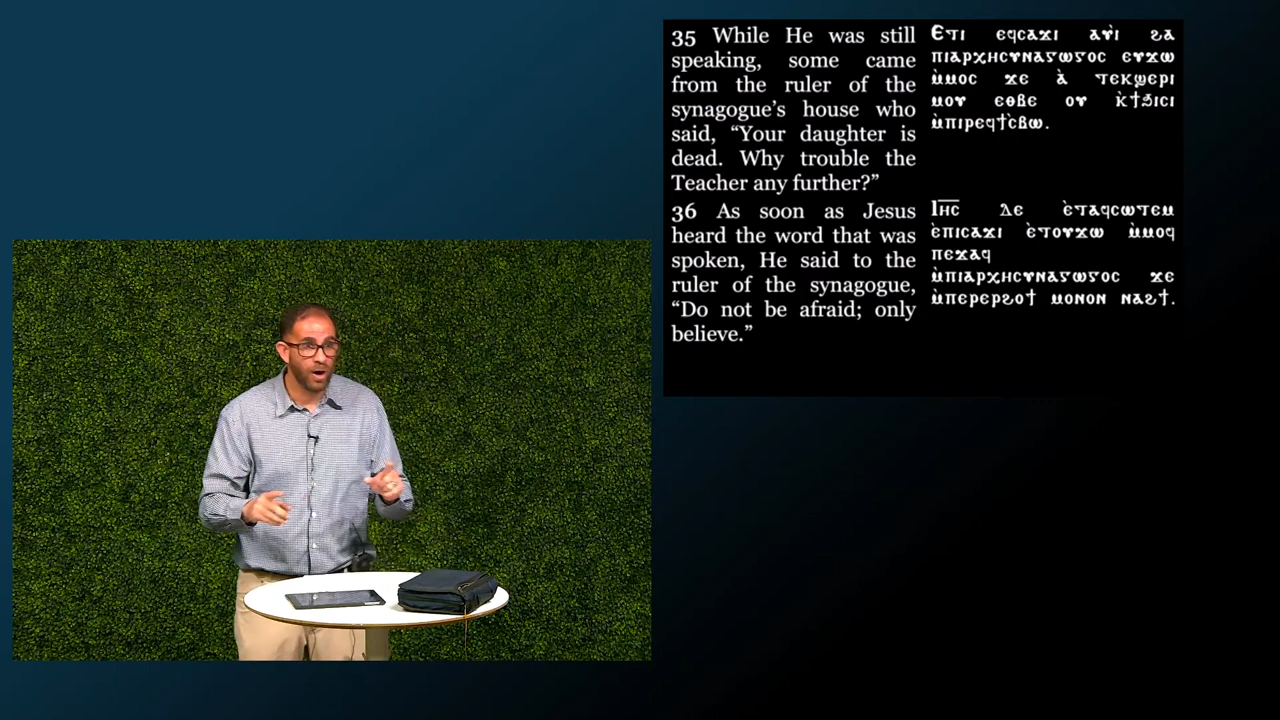 35 While He was still
speaking, some came
from the ruler of the
synagogue’s house who
said, “Your daughter is
dead. Why trouble the
Teacher any further?”
36 As soon as Jesus
heard the word that was
spoken, He said to the
ruler of the synagogue,
“Do not be afraid; only
believe.”
Ⲉⲧⲓ ⲉϥⲥⲁϫⲓ ⲁⲩ̀ⲓ ϩⲁ
ⲡⲓⲁⲣⲭⲏⲥⲩⲛⲁⲅⲱⲅⲟⲥ ⲉⲩϫⲱ
ⲙ̀ⲙⲟⲥ ϫⲉ ⲁ̀ ⲧⲉⲕϣⲉⲣⲓ
ⲙⲟⲩ ⲉⲑⲃⲉ ⲟⲩ ⲕ̀ϯϧⲓⲥⲓ
ⲙ̀ⲡⲓⲣⲉϥϯⲥ̀ⲃⲱ.
Ⲓⲏ̅ⲥ̅ ⲇⲉ ⲉ̀ⲧⲁϥⲥⲱⲧⲉⲙ
ⲉ̀ⲡⲓⲥⲁϫⲓ ⲉ̀ⲧⲟⲩϫⲱ ⲙ̀ⲙⲟϥ
ⲡⲉϫⲁϥ
ⲙ̀ⲡⲓⲁⲣⲭⲏⲥⲩⲛⲁⲅⲱⲅⲟⲥ ϫⲉ
ⲙ̀ⲡⲉⲣⲉⲣϩⲟϯ ⲙⲟⲛⲟⲛ ⲛⲁϩϯ.